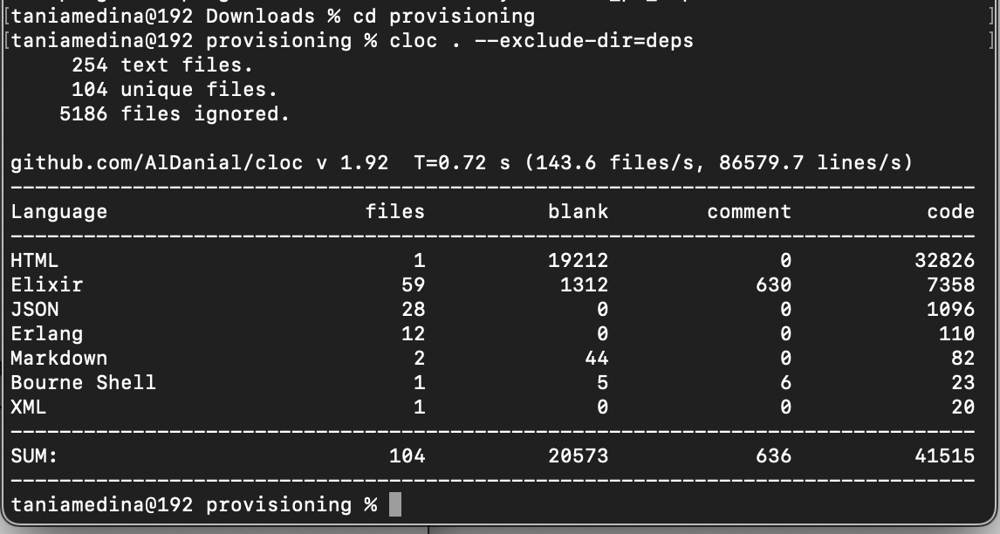 [taniamedina@192 Downloads % cd provisioning ]
[taniamedina@192 provisioning % cloc . --exclude-dir=deps ]
     254 text files.
     104 unique files.
    5186 files ignored.

github.com/AlDanial/cloc v 1.92  T=0.72 s (143.6 files/s, 86579.7 lines/s)
-------------------------------------------------------------------------------
Language                     files          blank        comment           code
-------------------------------------------------------------------------------
HTML                             1          19212              0          32826
Elixir                          59           1312            630           7358
JSON                            28              0              0           1096
Erlang                          12              0              0            110
Markdown                         2             44              0             82
Bourne Shell                     1              5              6             23
XML                              1              0              0             20
-------------------------------------------------------------------------------
SUM:                           104          20573            636          41515
-------------------------------------------------------------------------------
taniamedina@192 provisioning %